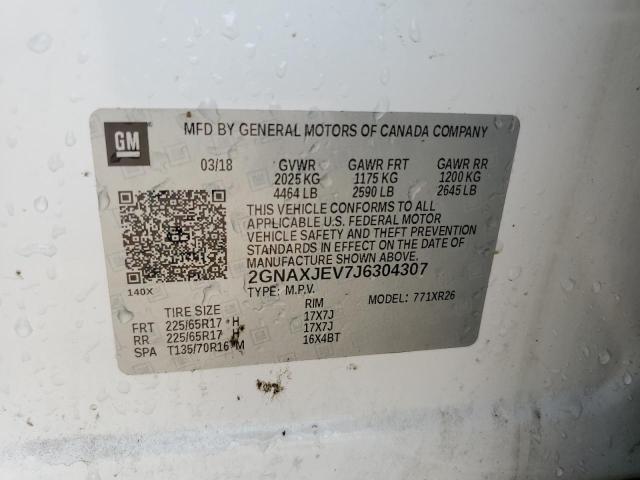 GM
MFD BY GENERAL MOTORS OF CANADA COMPANY
03/18 GVWR GAWR FRT GAWR RR
2025 KG 1175 KG 1200 KG
4464 LB 2590 LB 2645 LB
THIS VEHICLE CONFORMS TO ALL
APPLICABLE U.S. FEDERAL MOTOR
VEHICLE SAFETY AND THEFT PREVENTION
STANDARDS IN EFFECT ON THE DATE OF
MANUFACTURE SHOWN ABOVE.
2GNAXJEV7J6304307
140X TYPE: M.P.V. MODEL: 771XR26
TIRE SIZE RIM
FRT 225/65R17 H 17X7J
RR 225/65R17 H 17X7J
SPA T135/70R16 M 16X4BT